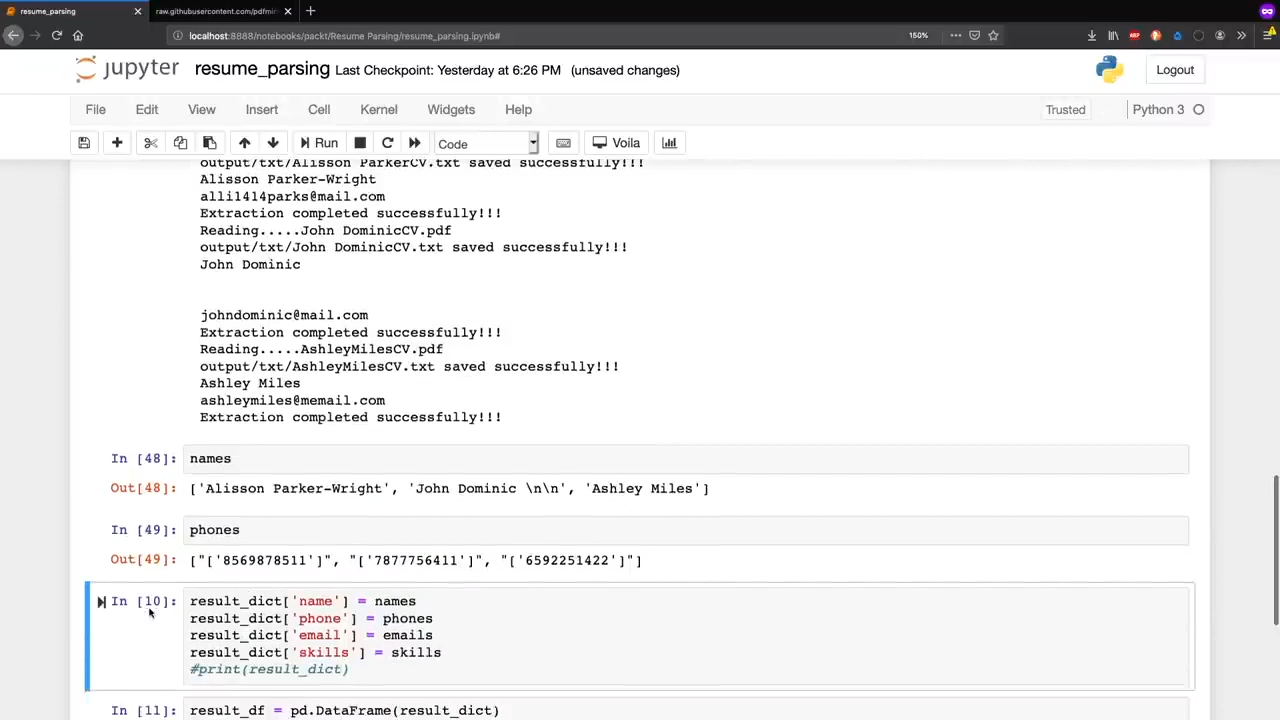 resume_parsing
raw.githubusercontent.com/pdfmin
localhost:8888/notebooks/packt/Resume Parsing/resume_parsing.ipynb#
150%
jupyter resume_parsing Last Checkpoint: Yesterday at 6:26 PM (unsaved changes)
Logout
File Edit View Insert Cell Kernel Widgets Help
Trusted
Python 3
Run
Code
Voila
output/txt/Alisson ParkerCV.txt saved successfully!!!
Alisson Parker-Wright
alli1414parks@mail.com
Extraction completed successfully!!!
Reading.....John DominicCV.pdf
output/txt/John DominicCV.txt saved successfully!!!
John Dominic
johndominic@mail.com
Extraction completed successfully!!!
Reading.....AshleyMilesCV.pdf
output/txt/AshleyMilesCV.txt saved successfully!!!
Ashley Miles
ashleymiles@memail.com
Extraction completed successfully!!!
In [48]: names
Out[48]: ['Alisson Parker-Wright', 'John Dominic \n\n', 'Ashley Miles']
In [49]: phones
Out[49]: ["['8569878511']", "['7877756411']", "['6592251422']"]
In [10]: result_dict['name'] = names
result_dict['phone'] = phones
result_dict['email'] = emails
result_dict['skills'] = skills
#print(result_dict)
In [11]: result_df = pd.DataFrame(result_dict)